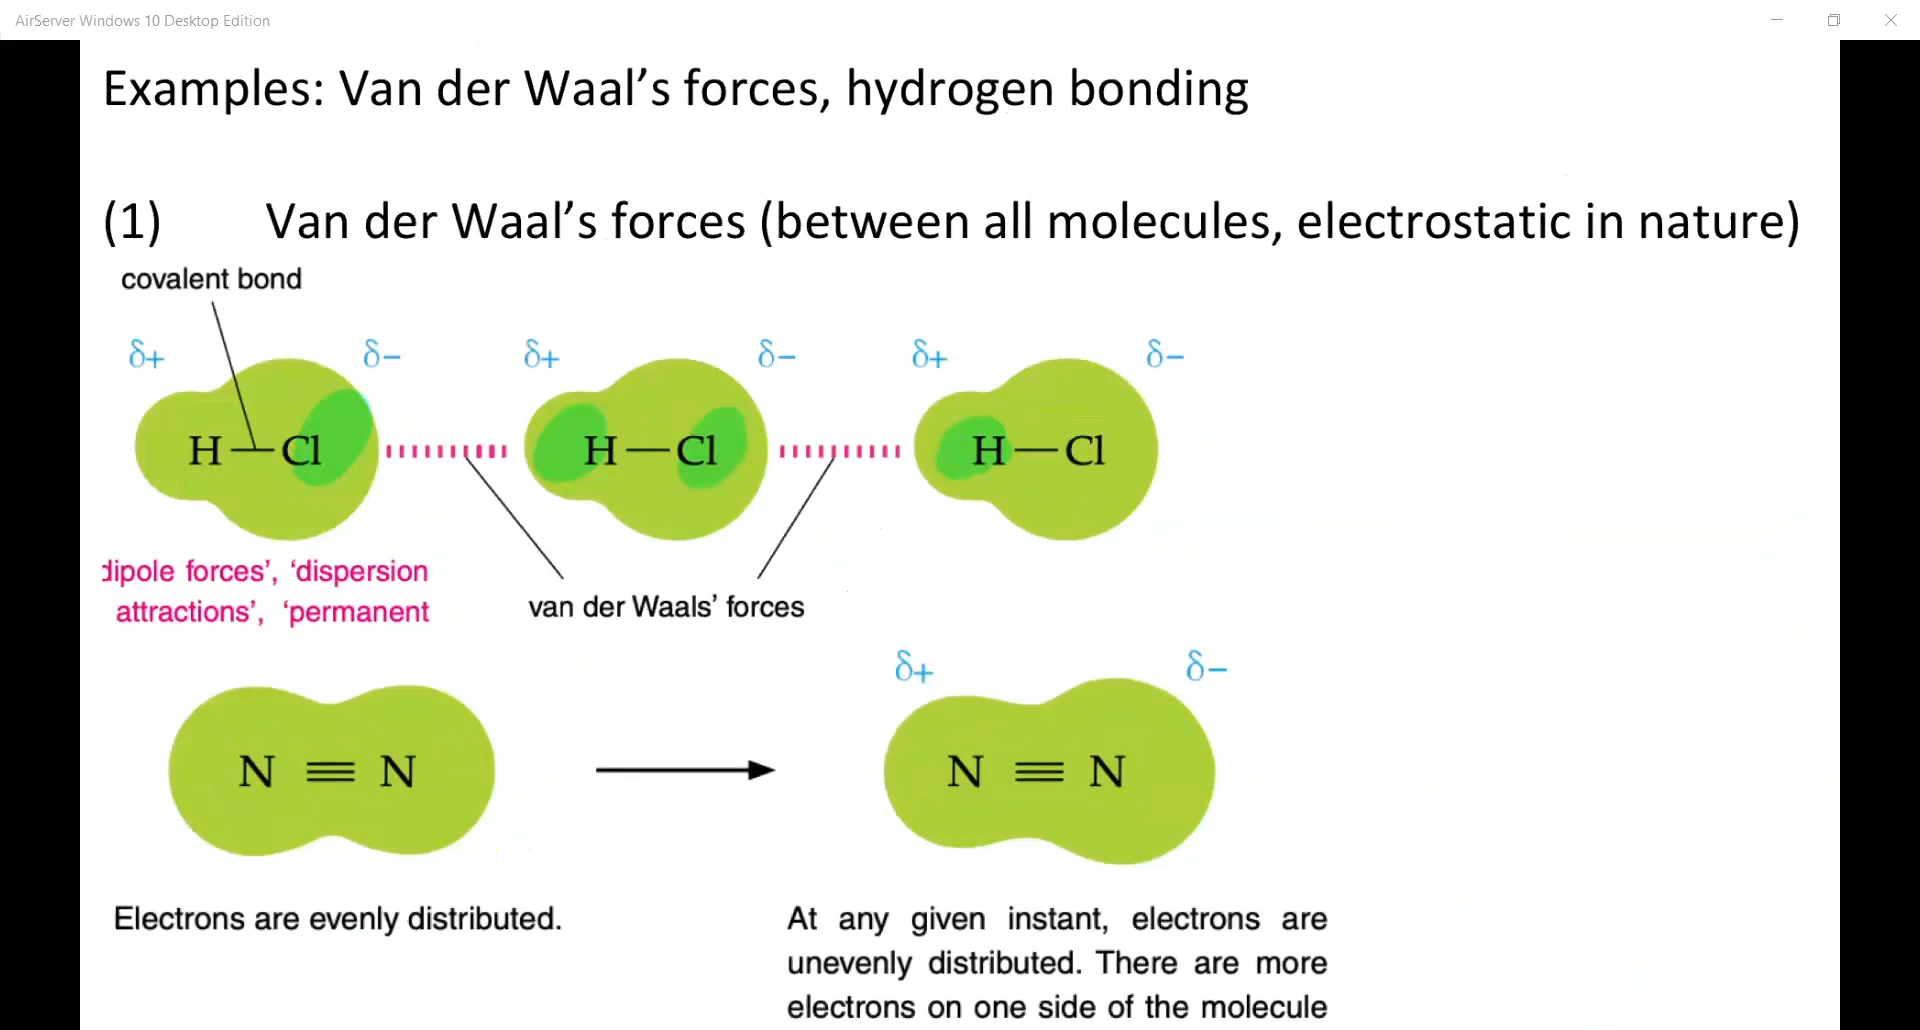 AirServer Windows 10 Desktop Edition
Examples: Van der Waal’s forces, hydrogen bonding
(1) Van der Waal’s forces (between all molecules, electrostatic in nature)
covalent bond
δ+ δ− δ+ δ− δ+ δ−
H—Cl H—Cl H—Cl
dipole forces’, ‘dispersion
attractions’, ‘permanent
van der Waals’ forces
δ+ δ−
N ≡ N N ≡ N
Electrons are evenly distributed.
At any given instant, electrons are
unevenly distributed. There are more
electrons on one side of the molecule